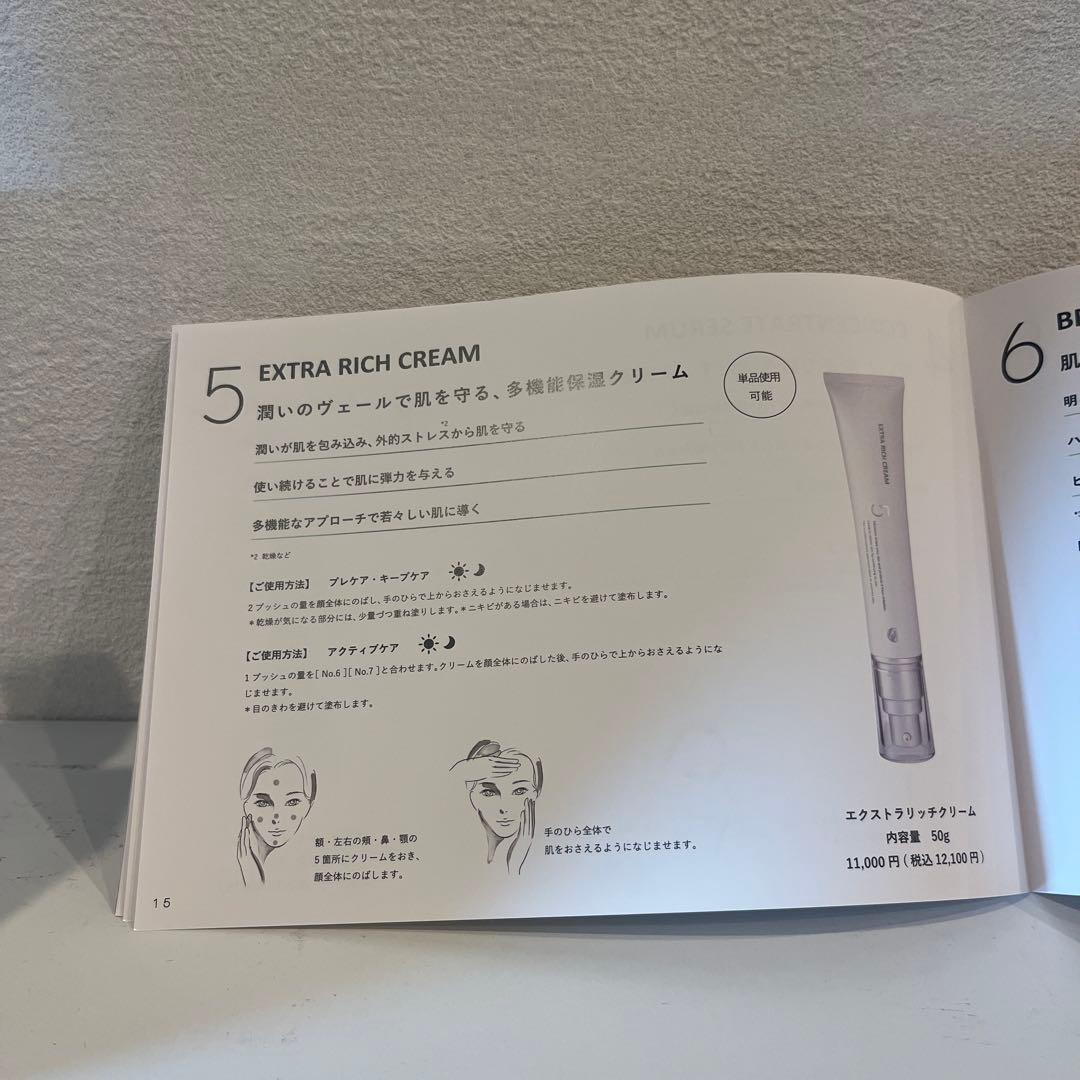 5
EXTRA RICH CREAM
潤いのヴェールで肌を守る、多機能保湿クリーム
単品使用
可能
潤いが肌を包み込み、外的ストレスから肌を守る
*2
使い続けることで肌に弾力を与える
多機能なアプローチで若々しい肌に導く
*2 乾燥など
【ご使用方法】 プレケア・キープケア
2プッシュの量を顔全体にのばし、手のひらで上からおさえるようになじませます。
＊乾燥が気になる部分には、少量づつ重ね塗りします。＊ニキビがある場合は、ニキビを避けて塗布します。
【ご使用方法】 アクティブケア
1プッシュの量を[ No.6 ][ No.7 ]と合わせます。クリームを顔全体にのばした後、手のひらで上からおさえるようにな
じませます。
＊目のきわを避けて塗布します。
額・左右の頬・鼻・顎の
5箇所にクリームをおき、
顔全体にのばします。
手のひら全体で
肌をおさえるようになじませます。
EXTRA RICH CREAM
5
エクストラリッチクリーム
内容量 50g
11,000円 ( 税込12,100円 )
15
6
肌
明